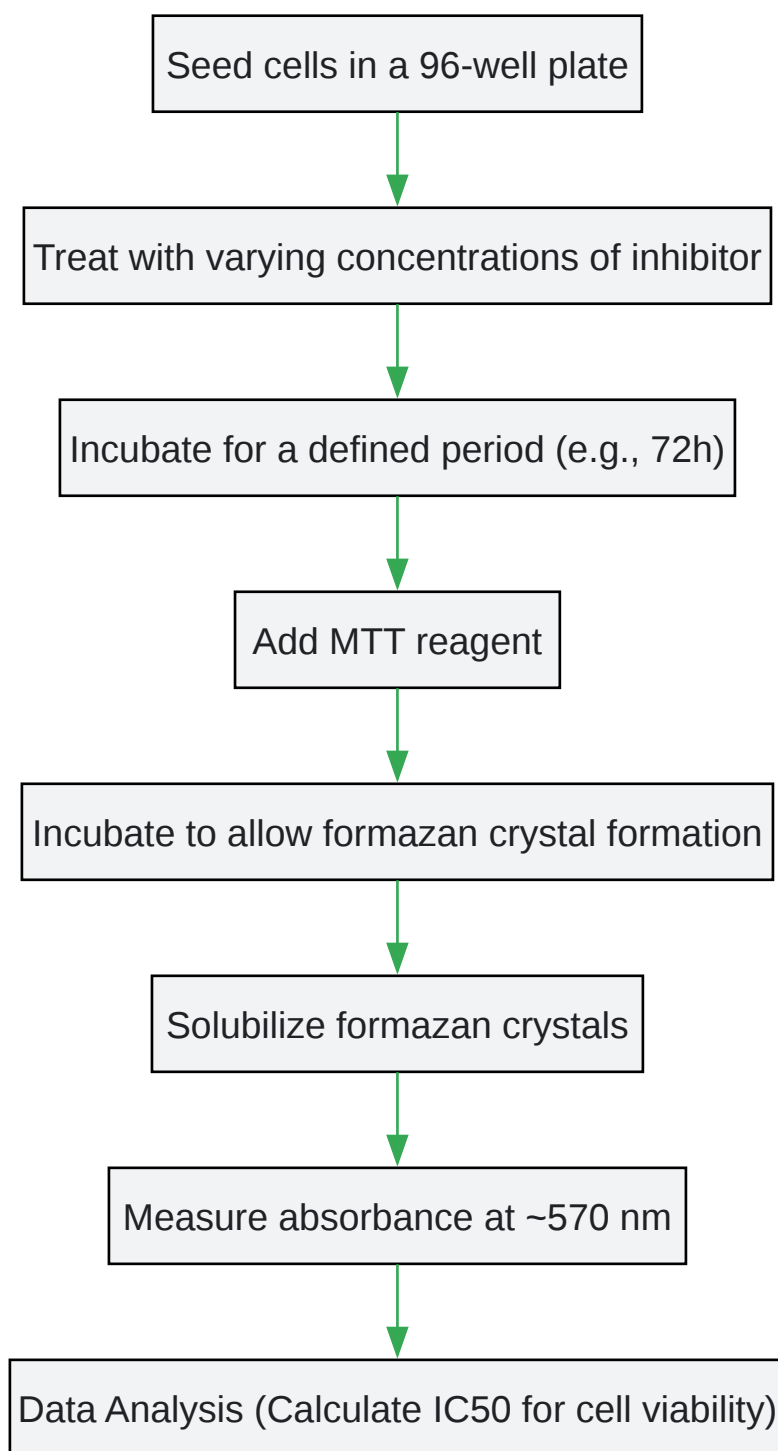 Seed cells in a 96-well plate
Treat with varying concentrations of inhibitor
Incubate for a defined period (e.g., 72h)
Add MTT reagent
Incubate to allow formazan crystal formation
Solubilize formazan crystals
Measure absorbance at ~570 nm
Data Analysis (Calculate IC50 for cell viability)